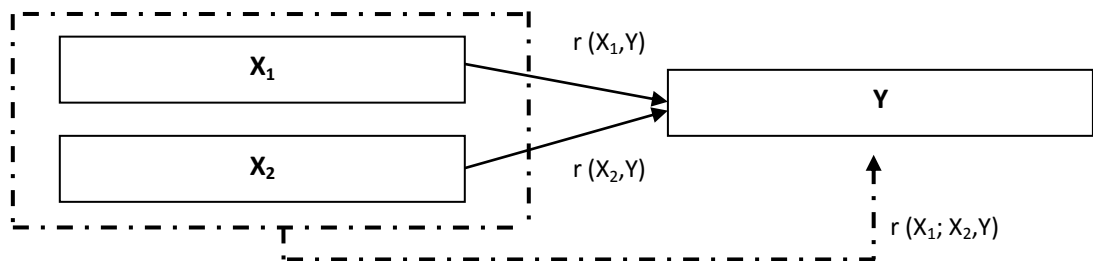 r (X₁,Y)
X₁
Y
X₂
r (X₂,Y)
r (X₁; X₂,Y)